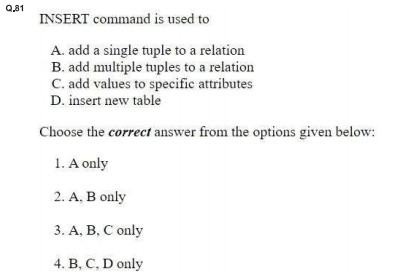 Q.81
INSERT command is used to
A. add a single tuple to a relation
B. add multiple tuples to a relation
C. add values to specific attributes
D. insert new table
Choose the correct answer from the options given below:
1. A only
2. A, B only
3. A, B, C only
4. B, C, D only